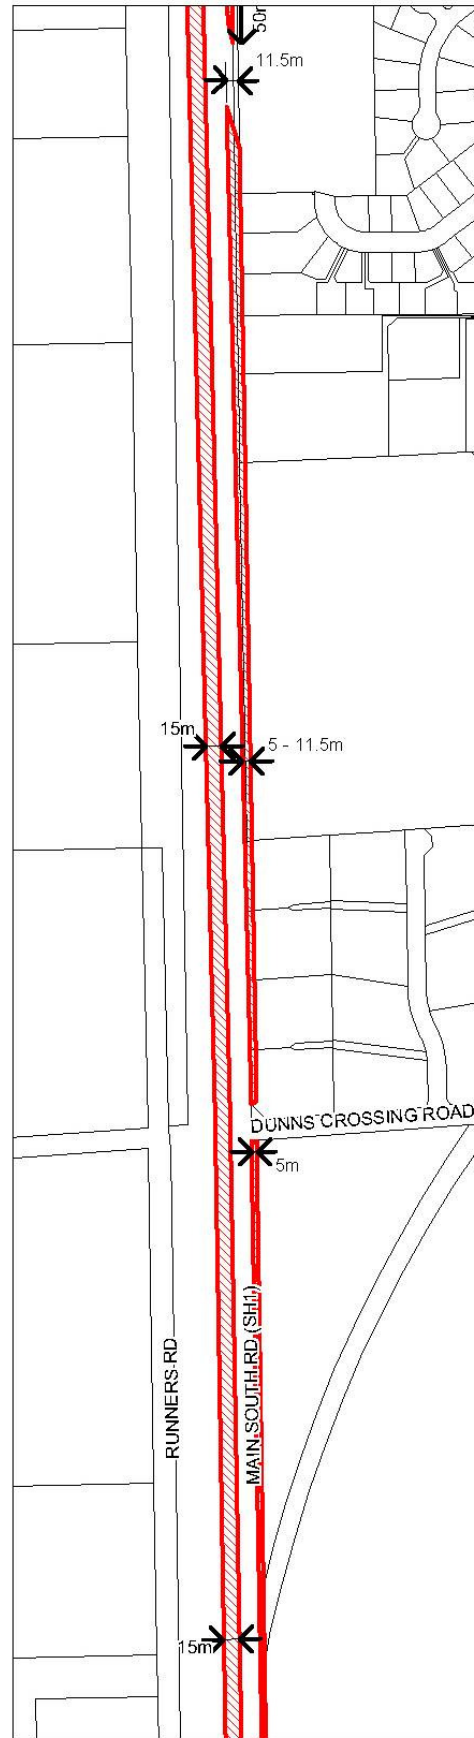 50m
11.5m
15m
5 - 11.5m
DUNNS CROSSING ROAD
5m
MAIN SOUTH RD (SH1)
RUNNERS RD
15m